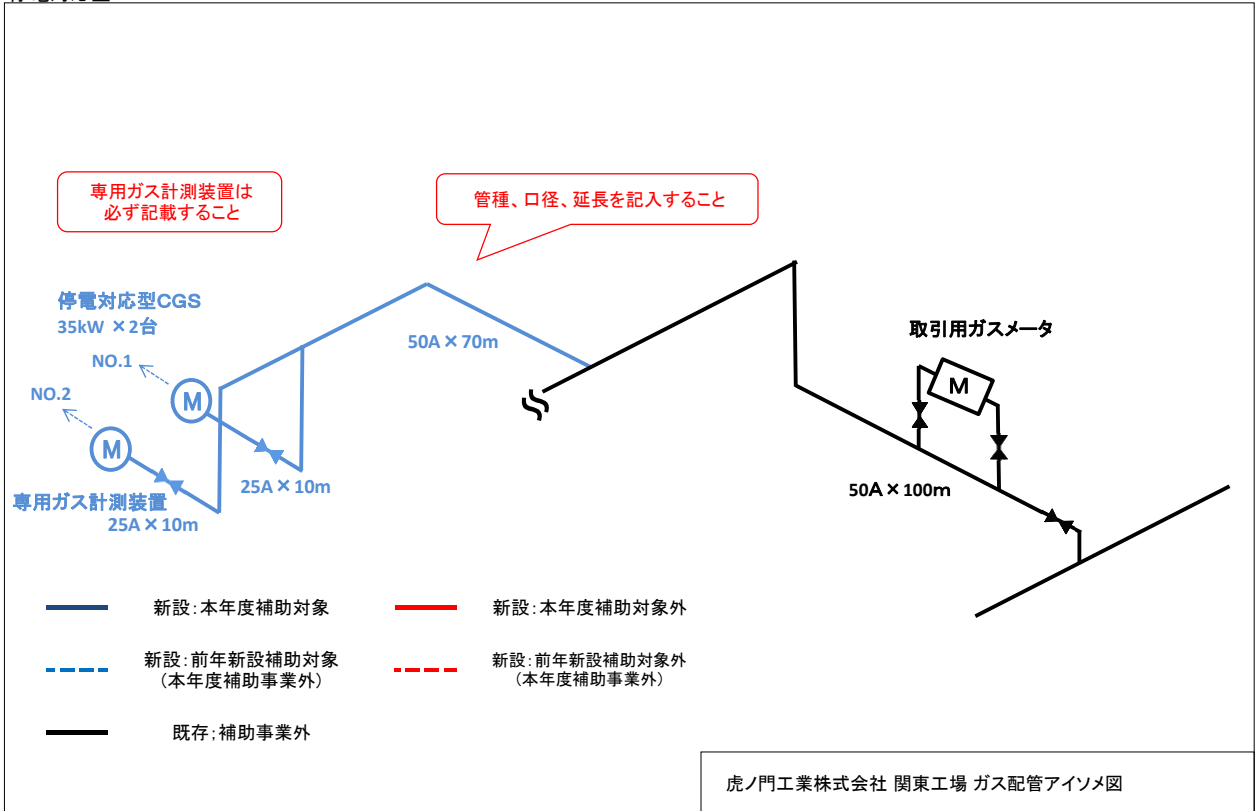 専用ガス計測装置は
必ず記載すること
管種、口径、延長を記入すること
停電対応型CGS
35kW ×2台
NO.1
NO.2
M
M
専用ガス計測装置
25A×10m
25A×10m
50A×70m
取引用ガスメータ
M
50A×100m
新設:本年度補助対象
新設:本年度補助対象外
新設:前年新設補助対象
(本年度補助事業外)
新設:前年新設補助対象外
(本年度補助事業外)
既存;補助事業外
虎ノ門工業株式会社 関東工場 ガス配管アイソメ図